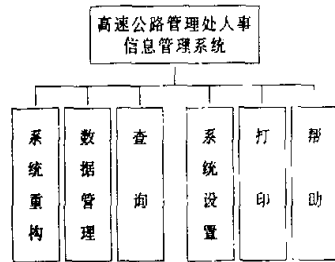 高速公路管理处人事
信息管理系统
系统重构
数据管理
查询
系统设置
打印
帮助